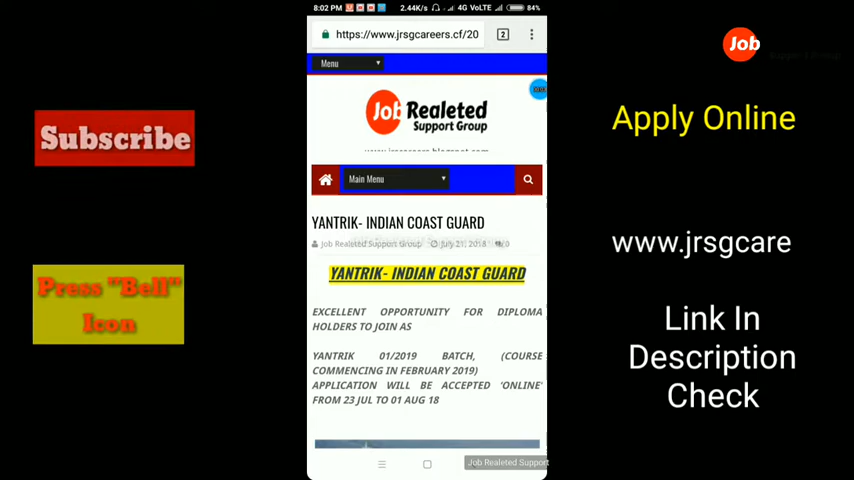 8:02 PM
2.44K/s
4G VoLTE
84%
https://www.jrsgcareers.cf/20
2
Menu
Job Realeted
Support Group
Main Menu
YANTRIK- INDIAN COAST GUARD
Job Realeted Support Group
July 21, 2018
0
YANTRIK- INDIAN COAST GUARD
EXCELLENT OPPORTUNITY FOR DIPLOMA
HOLDERS TO JOIN AS
YANTRIK 01/2019 BATCH, (COURSE
COMMENCING IN FEBRUARY 2019)
APPLICATION WILL BE ACCEPTED 'ONLINE'
FROM 23 JUL TO 01 AUG 18
Job Realeted Support
Subscribe
Press "Bell"
Icon
Job
Apply Online
www.jrsgcare
Link In
Description
Check